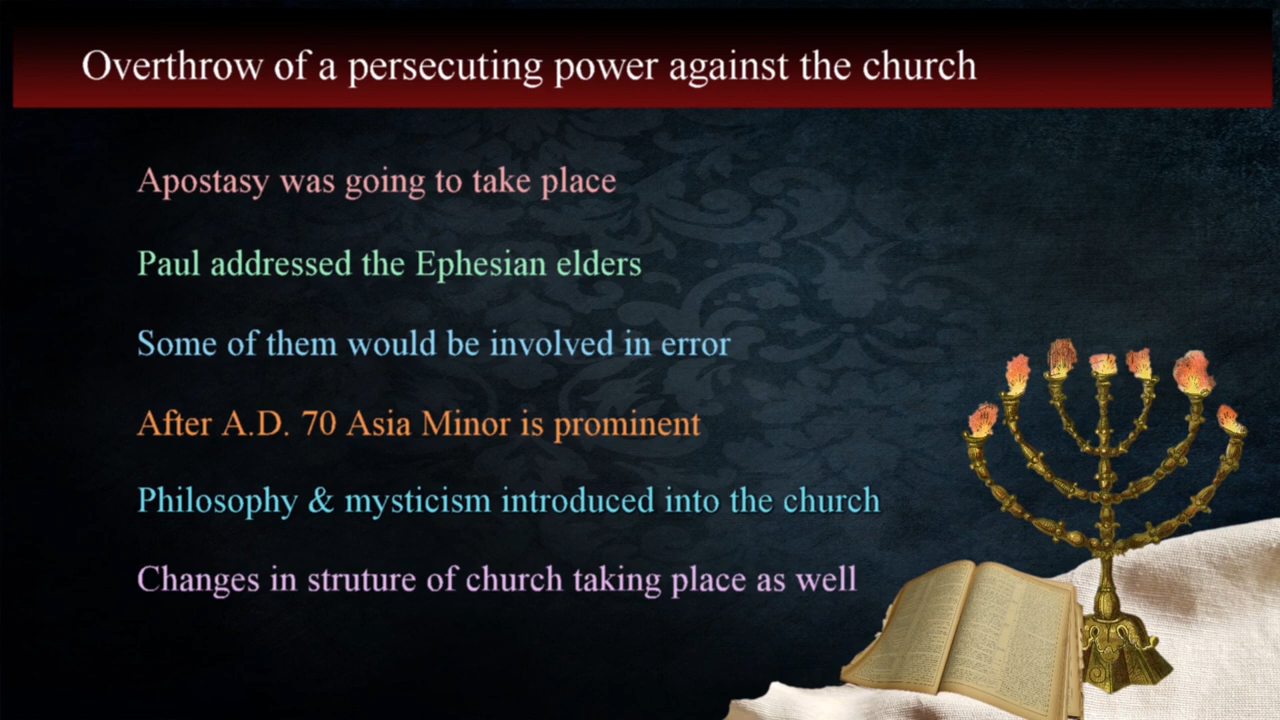 Overthrow of a persecuting power against the church
Apostasy was going to take place
Paul addressed the Ephesian elders
Some of them would be involved in error
After A.D. 70 Asia Minor is prominent
Philosophy & mysticism introduced into the church
Changes in struture of church taking place as well